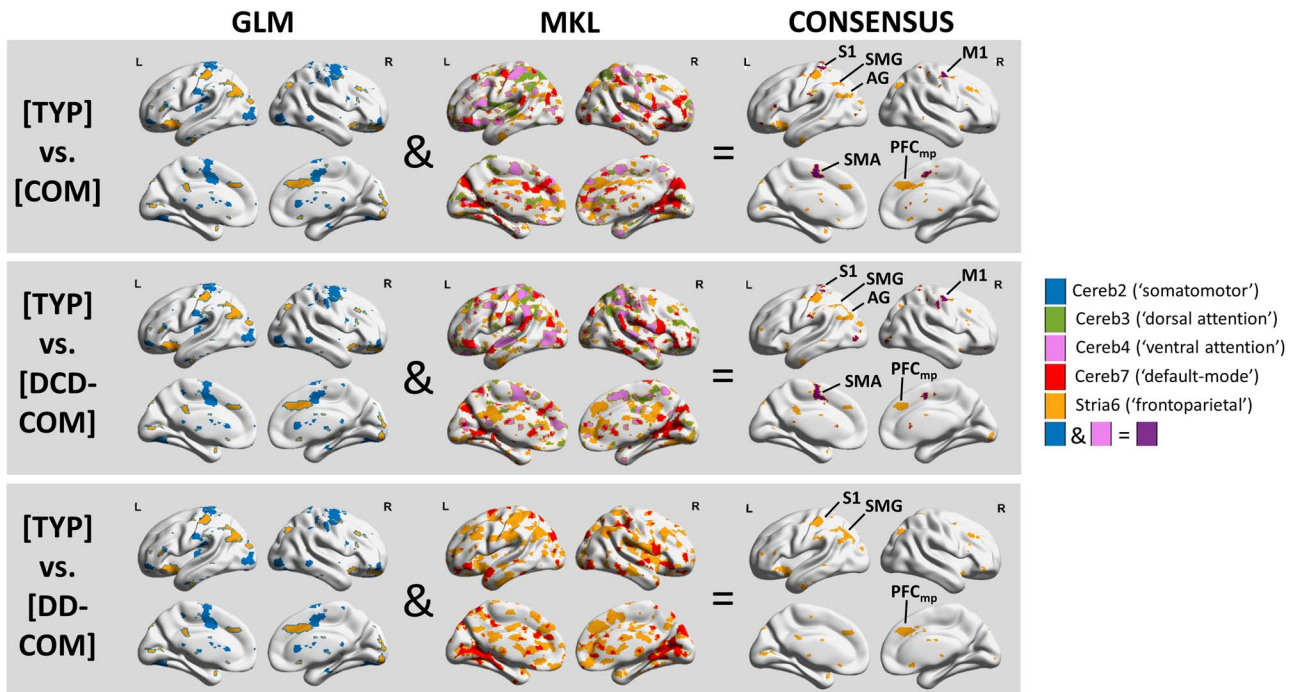 GLM MKL CONSENSUS
L R L R S1 M1 R
SMG
AG
[TYP]
vs.
[COM]
& =
SMA PFCmp
L R L R S1 M1 R
SMG
AG
[TYP]
vs.
[DCD-
COM]
& =
SMA PFCmp
L R L R L S1 R
SMG
[TYP]
vs.
[DD-
COM]
& =
PFCmp
Cereb2 (‘somatomotor’)
Cereb3 (‘dorsal attention’)
Cereb4 (‘ventral attention’)
Cereb7 (‘default-mode’)
Stria6 (‘frontoparietal’)
& =